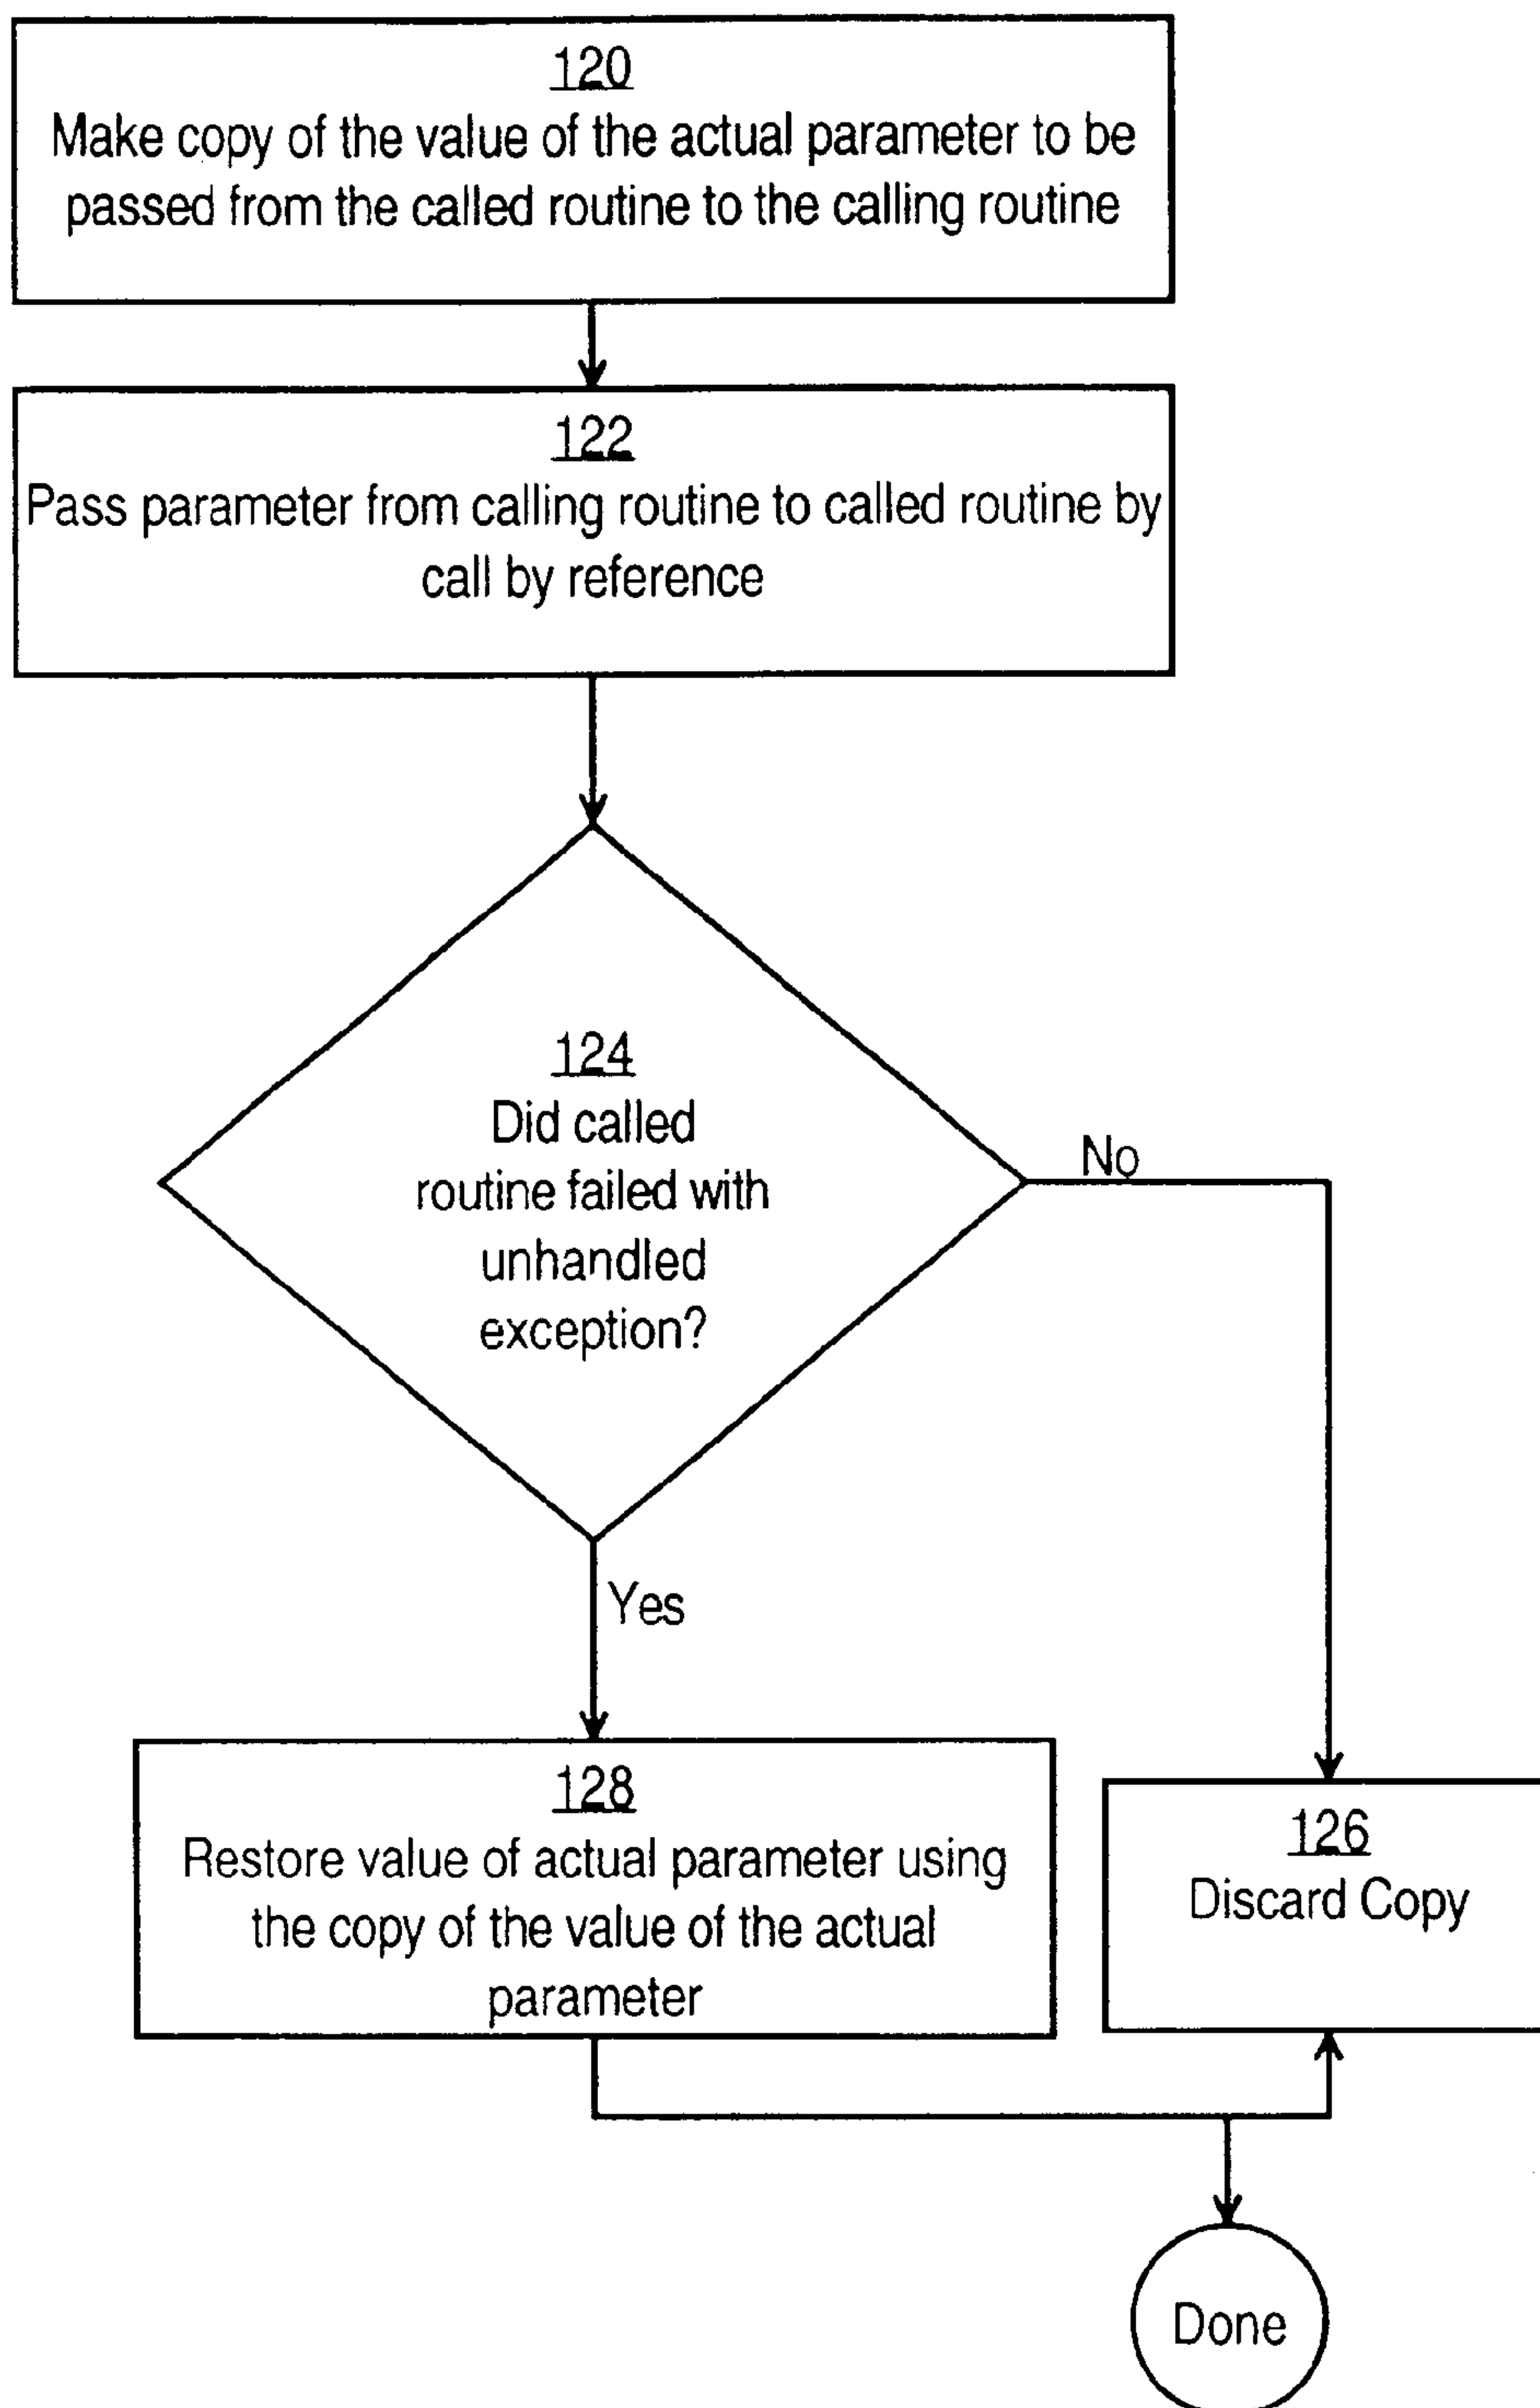 120
Make copy of the value of the actual parameter to be
passed from the called routine to the calling routine
122
Pass parameter from calling routine to called routine by
call by reference
124
Did called
routine failed with
unhandled
exception?
No
Yes
128
Restore value of actual parameter using
the copy of the value of the actual
parameter
126
Discard Copy
Done